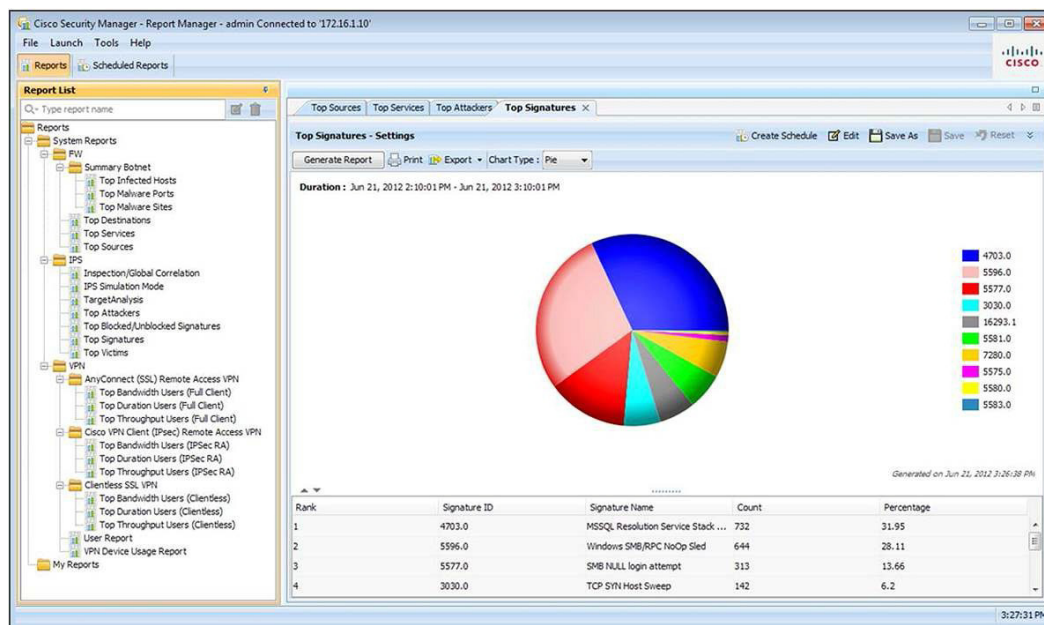 Cisco Security Manager - Report Manager - admin Connected to '172.16.1.10'
File Launch Tools Help
CISCO
Reports Scheduled Reports
Report List
Type report name
Reports
System Reports
FW
Summary Botnet
Top Infected Hosts
Top Malware Ports
Top Malware Sites
Top Destinations
Top Services
Top Sources
IPS
Inspection/Global Correlation
IPS Simulation Mode
TargetAnalysis
Top Attackers
Top Blocked/Unblocked Signatures
Top Signatures
Top Victims
VPN
AnyConnect (SSL) Remote Access VPN
Top Bandwidth Users (Full Client)
Top Duration Users (Full Client)
Top Throughput Users (Full Client)
Cisco VPN Client (IPsec) Remote Access VPN
Top Bandwidth Users (IPSec RA)
Top Duration Users (IPSec RA)
Top Throughput Users (IPSec RA)
Clientless SSL VPN
Top Bandwidth Users (Clientless)
Top Duration Users (Clientless)
Top Throughput Users (Clientless)
User Report
VPN Device Usage Report
My Reports
Top Sources Top Services Top Attackers Top Signatures
Top Signatures - Settings Create Schedule Edit Save As Save Reset
Generate Report Print Export Chart Type : Pie
Duration : Jun 21, 2012 2:10:01 PM - Jun 21, 2012 3:10:01 PM
4703.0
5596.0
5577.0
3030.0
16293.1
5581.0
7280.0
5575.0
5580.0
5583.0
Generated on Jun 21, 2012 3:26:38 PM
Rank Signature ID Signature Name Count Percentage
1 4703.0 MSSQL Resolution Service Stack ... 732 31.95
2 5596.0 Windows SMB/RPC NoOp Sled 644 28.11
3 5577.0 SMB NULL login attempt 313 13.66
4 3030.0 TCP SYN Host Sweep 142 6.2
3:27:31 PM